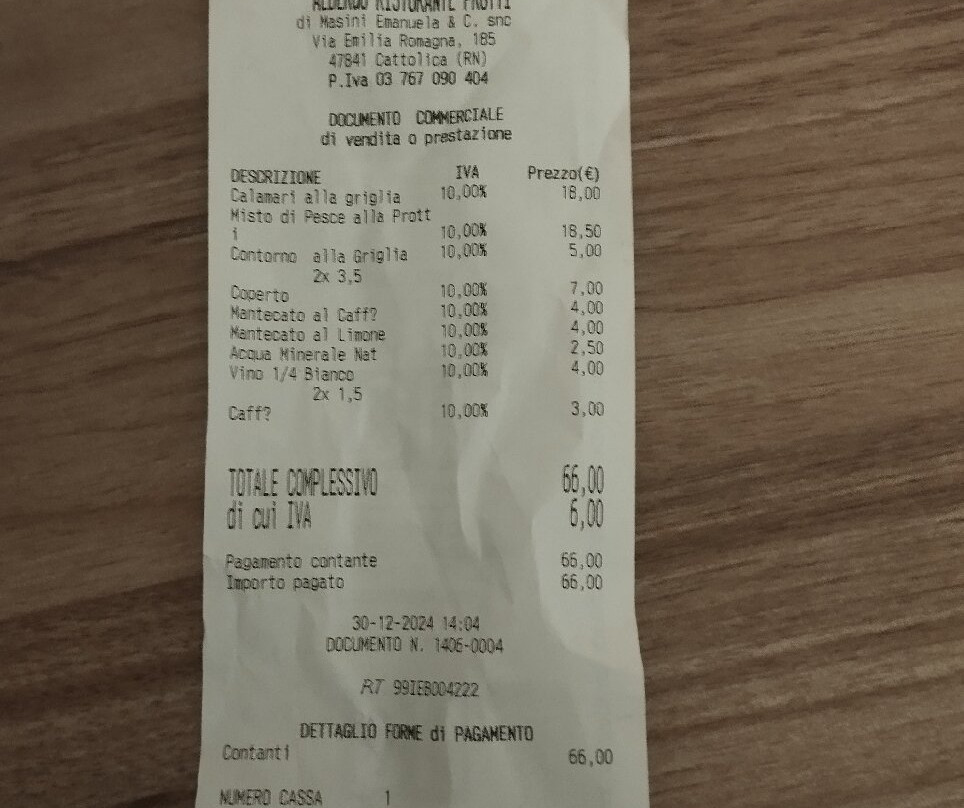 ALBERGO RISTORANTE PROTTI
di Masini Emanuela & C. snc
Via Emilia Romagna, 185
47841 Cattolica (RN)
P.Iva 03 767 090 404
DOCUMENTO COMMERCIALE
di vendita o prestazione
DESCRIZIONE IVA Prezzo(€)
Calamari alla griglia 10,00% 18,00
Misto di Pesce alla Prott
i 10,00% 18,50
Contorno alla Griglia 10,00% 5,00
2x 3,5
Coperto 10,00% 7,00
Mantecato al Caff? 10,00% 4,00
Mantecato al Limone 10,00% 4,00
Acqua Minerale Nat 10,00% 2,50
Vino 1/4 Bianco 10,00% 4,00
2x 1,5
Caff? 10,00% 3,00
TOTALE COMPLESSIVO 66,00
di cui IVA 6,00
Pagamento contante 66,00
Importo pagato 66,00
30-12-2024 14:04
DOCUMENTO N. 1406-0004
RT 99IEB004222
DETTAGLIO FORME di PAGAMENTO
Contanti 66,00
NUMERO CASSA 1